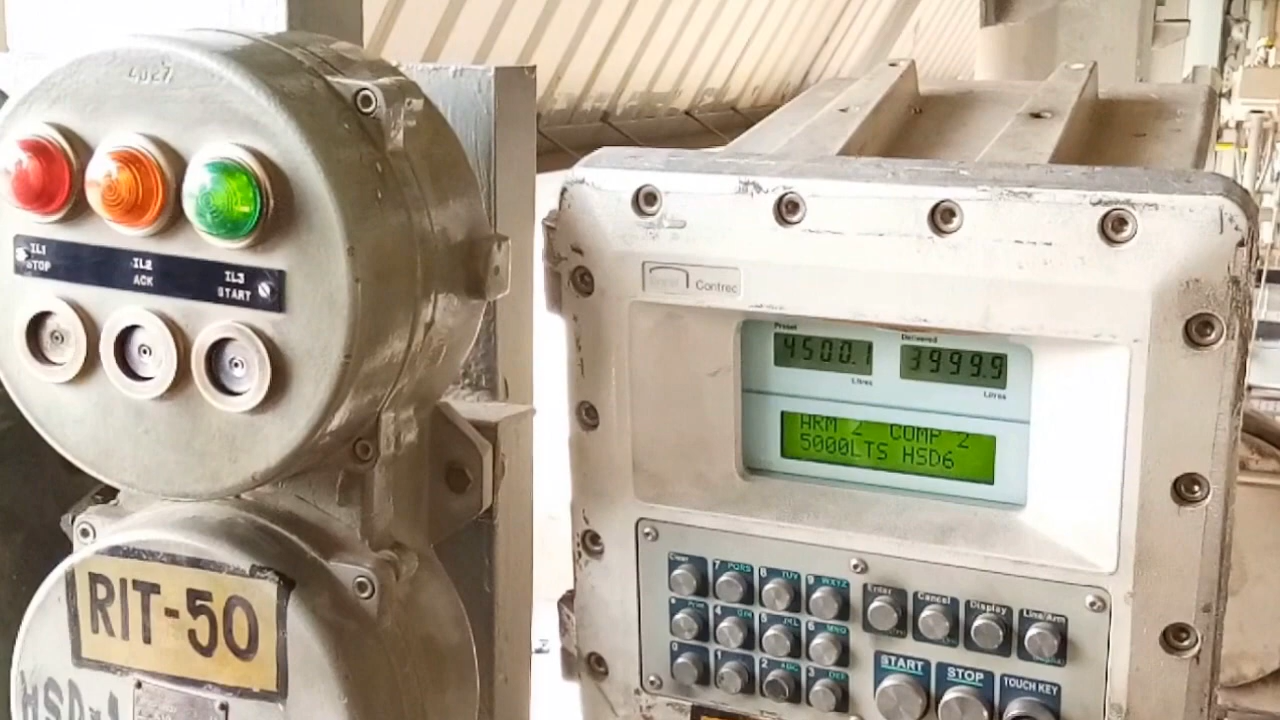 4027
IL1
STOP
IL2
ACK
IL3
START
RIT-50
HSD-1
Contrec
Preset
4500.1
Litres
Delivered
3999.9
Litres
ARM 2 COMP 2
5000LTS HSD6
Clear
7 PQRS
8 TUV
9 WXYZ
Enter
Cancel
Display
Line/Arm
4 GHI
5 JKL
6 MNO
0
1
2 ABC
3 DEF
START
STOP
TOUCH KEY